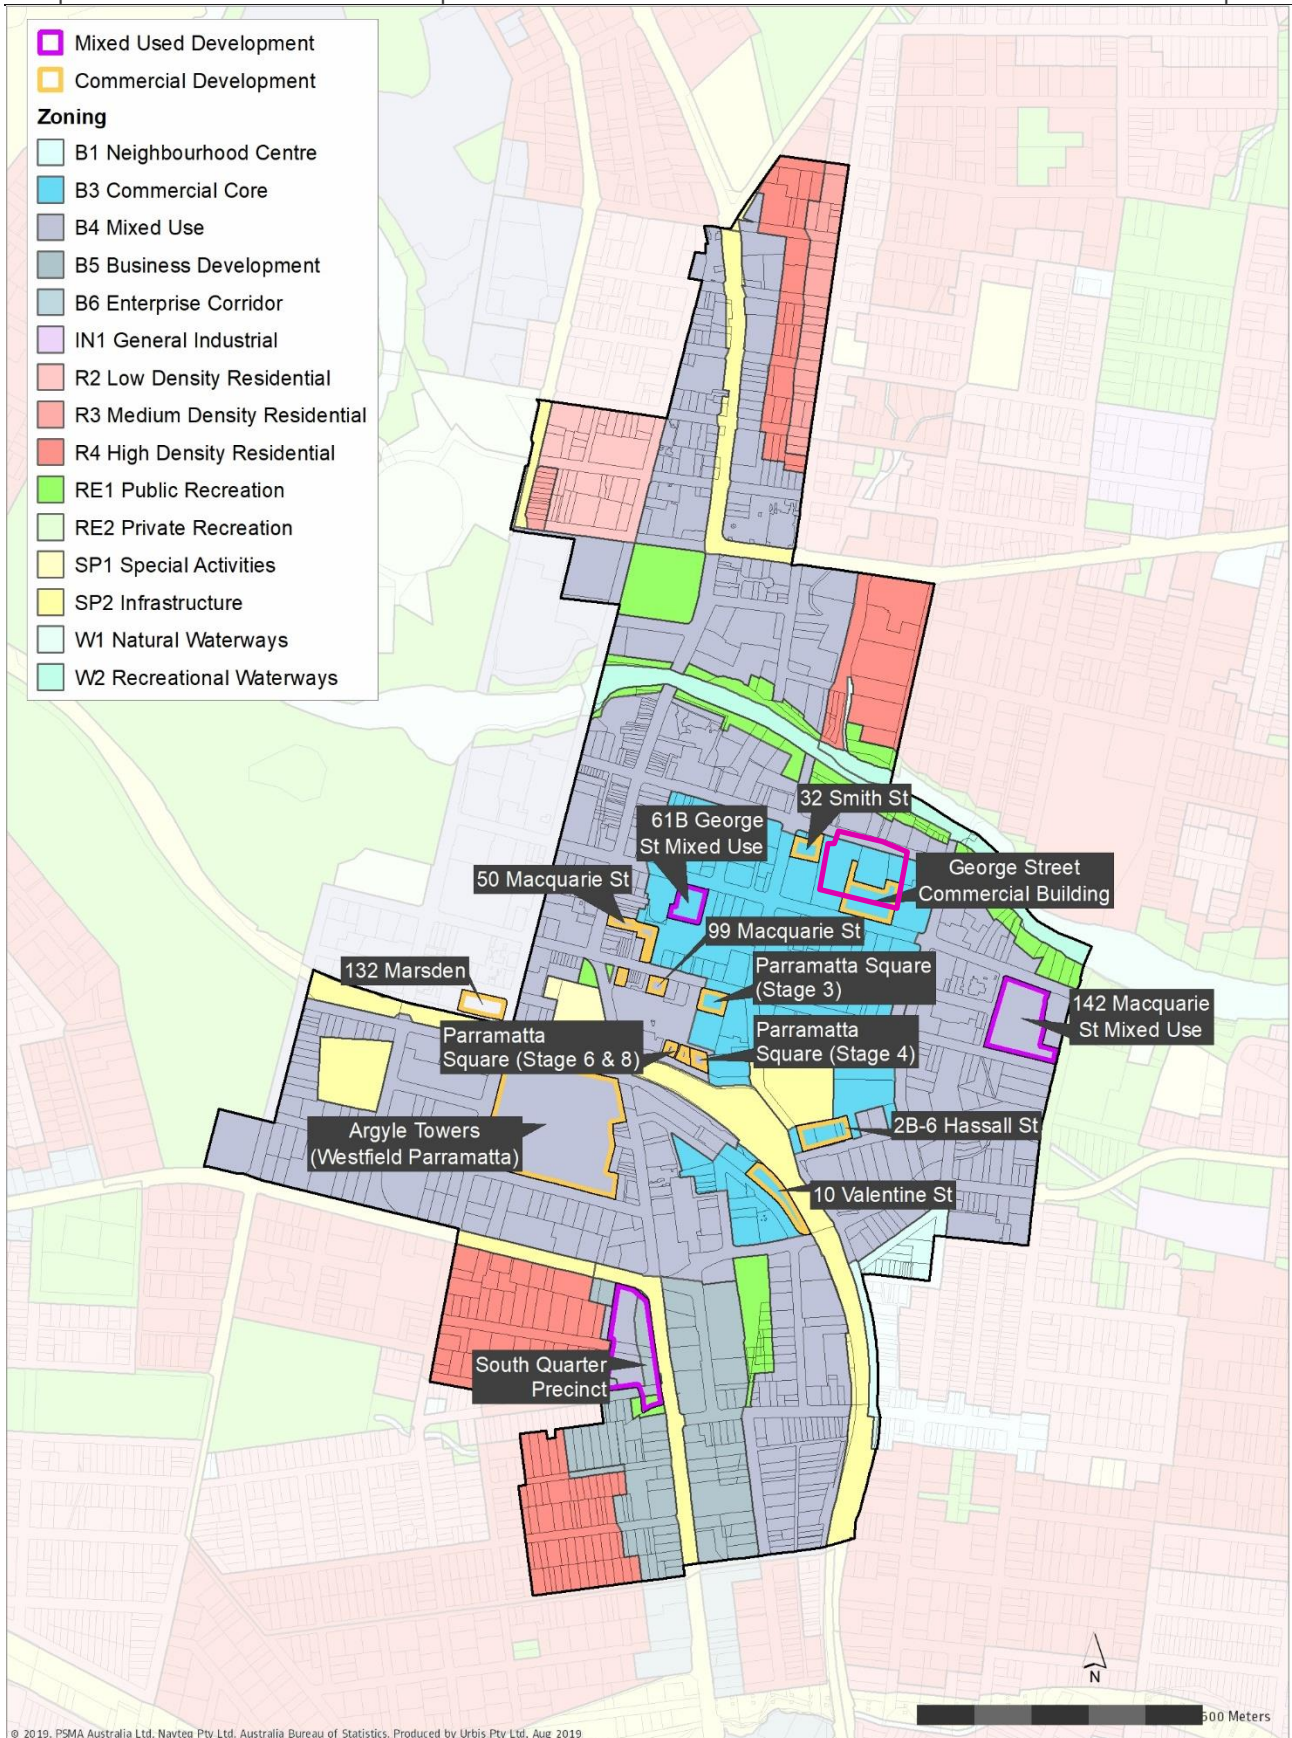 Mixed Used Development
Commercial Development
Zoning
B1 Neighbourhood Centre
B3 Commercial Core
B4 Mixed Use
B5 Business Development
B6 Enterprise Corridor
IN1 General Industrial
R2 Low Density Residential
R3 Medium Density Residential
R4 High Density Residential
RE1 Public Recreation
RE2 Private Recreation
SP1 Special Activities
SP2 Infrastructure
W1 Natural Waterways
W2 Recreational Waterways
32 Smith St
61B George
St Mixed Use
George Street
Commercial Building
50 Macquarie St
99 Macquarie St
132 Marsden
Parramatta Square
(Stage 3)
142 Macquarie
St Mixed Use
Parramatta
Square (Stage 6 & 8)
Parramatta
Square (Stage 4)
Argyle Towers
(Westfield Parramatta)
2B-6 Hassall St
10 Valentine St
South Quarter
Precinct
N
500 Meters
© 2019. PSMA Australia Ltd, Navteq Pty Ltd, Australia Bureau of Statistics. Produced by Urbis Pty Ltd, Aug 2019